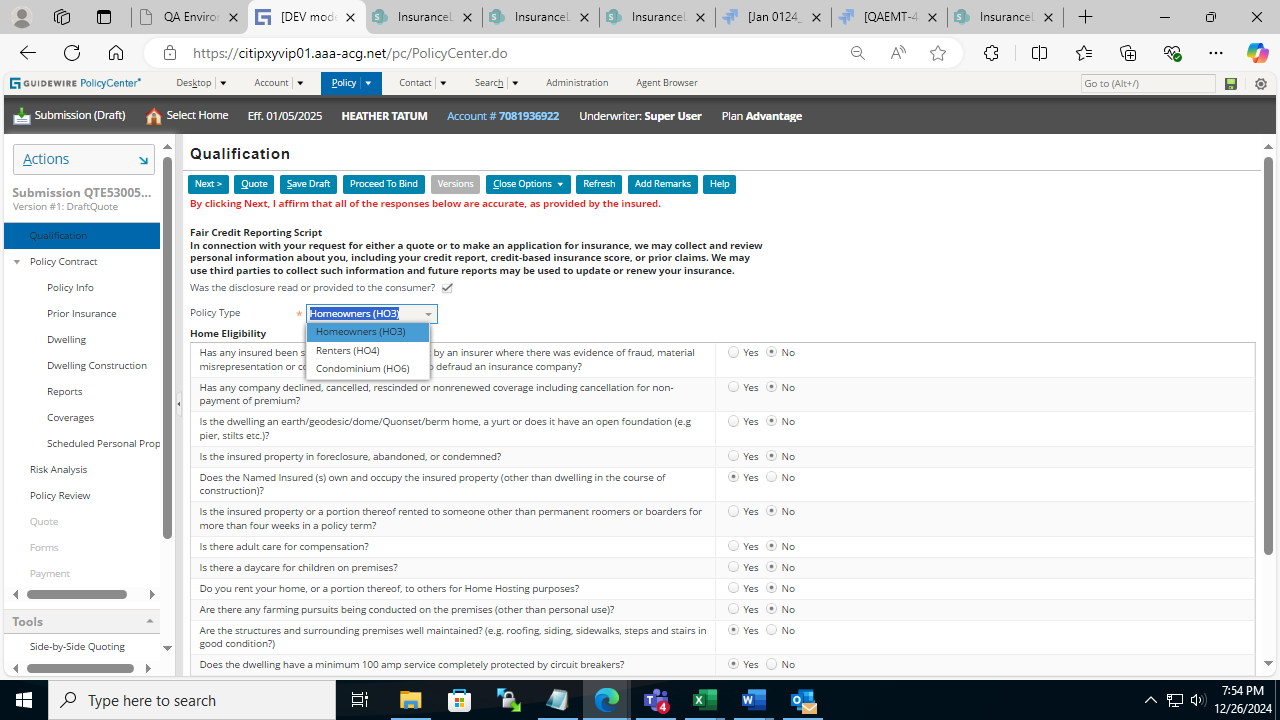 QA Environ
[DEV mode
InsuranceL
InsuranceL
InsuranceL
[Jan 0124_
[QAEMT-4
InsuranceL
https://citipxyvip01.aaa-acg.net/pc/PolicyCenter.do
GUIDEWIRE PolicyCenter
Desktop
Account
Policy
Contact
Search
Administration
Agent Browser
Go to (Alt+/)
Submission (Draft)
Select Home
Eff. 01/05/2025
HEATHER TATUM
Account # 7081936922
Underwriter: Super User
Plan Advantage
Actions
Submission QTE53005...
Version #1: DraftQuote
Qualification
Policy Contract
Policy Info
Prior Insurance
Dwelling
Dwelling Construction
Reports
Coverages
Scheduled Personal Prop
Risk Analysis
Policy Review
Quote
Forms
Payment
Tools
Side-by-Side Quoting
Qualification
Next >
Quote
Save Draft
Proceed To Bind
Versions
Close Options
Refresh
Add Remarks
Help
By clicking Next, I affirm that all of the responses below are accurate, as provided by the insured.
Fair Credit Reporting Script
In connection with your request for either a quote or to make an application for insurance, we may collect and review
personal information about you, including your credit report, credit-based insurance score, or prior claims. We may
use third parties to collect such information and future reports may be used to update or renew your insurance.
Was the disclosure read or provided to the consumer?
Policy Type * Homeowners (HO3)
Homeowners (HO3)
Renters (HO4)
Condominium (HO6)
Home Eligibility
Has any insured been s by an insurer where there was evidence of fraud, material Yes No
misrepresentation or co o defraud an insurance company?
Has any company declined, cancelled, rescinded or nonrenewed coverage including cancellation for non- Yes No
payment of premium?
Is the dwelling an earth/geodesic/dome/Quonset/berm home, a yurt or does it have an open foundation (e.g Yes No
pier, stilts etc.)?
Is the insured property in foreclosure, abandoned, or condemned? Yes No
Does the Named Insured (s) own and occupy the insured property (other than dwelling in the course of Yes No
construction)?
Is the insured property or a portion thereof rented to someone other than permanent roomers or boarders for Yes No
more than four weeks in a policy term?
Is there adult care for compensation? Yes No
Is there a daycare for children on premises? Yes No
Do you rent your home, or a portion thereof, to others for Home Hosting purposes? Yes No
Are there any farming pursuits being conducted on the premises (other than personal use)? Yes No
Are the structures and surrounding premises well maintained? (e.g. roofing, siding, sidewalks, steps and stairs in Yes No
good condition?)
Does the dwelling have a minimum 100 amp service completely protected by circuit breakers? Yes No
Type here to search
4
7:54 PM
12/26/2024